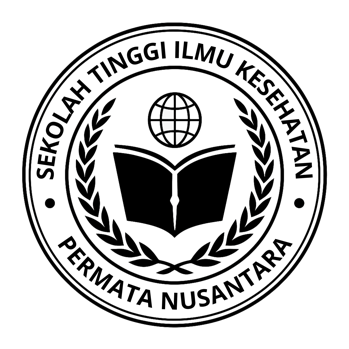 SEKOLAH TINGGI ILMU KESEHATAN
PERMATA NUSANTARA